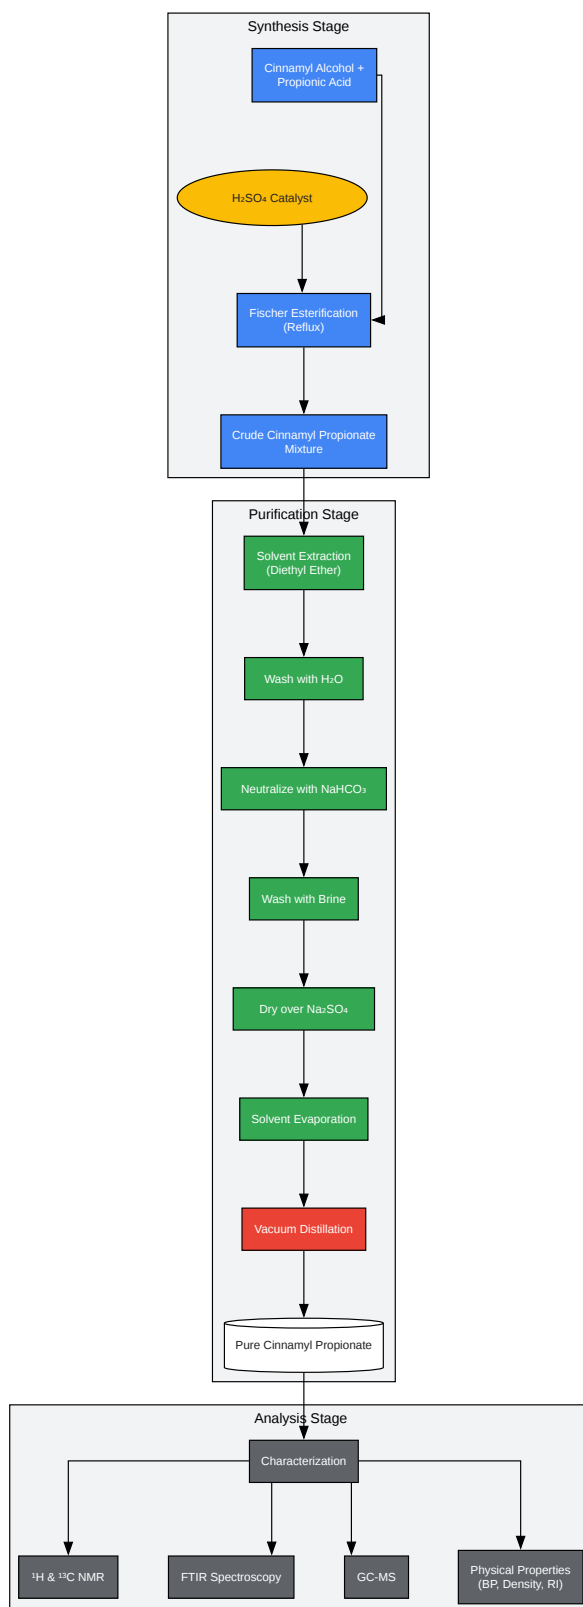 Synthesis Stage
Cinnamyl Alcohol +
Propionic Acid
H₂SO₄ Catalyst
Fischer Esterification
(Reflux)
Crude Cinnamyl Propionate
Mixture
Purification Stage
Solvent Extraction
(Diethyl Ether)
Wash with H₂O
Neutralize with NaHCO₃
Wash with Brine
Dry over Na₂SO₄
Solvent Evaporation
Vacuum Distillation
Pure Cinnamyl Propionate
Analysis Stage
Characterization
¹H & ¹³C NMR
FTIR Spectroscopy
GC-MS
Physical Properties
(BP, Density, RI)